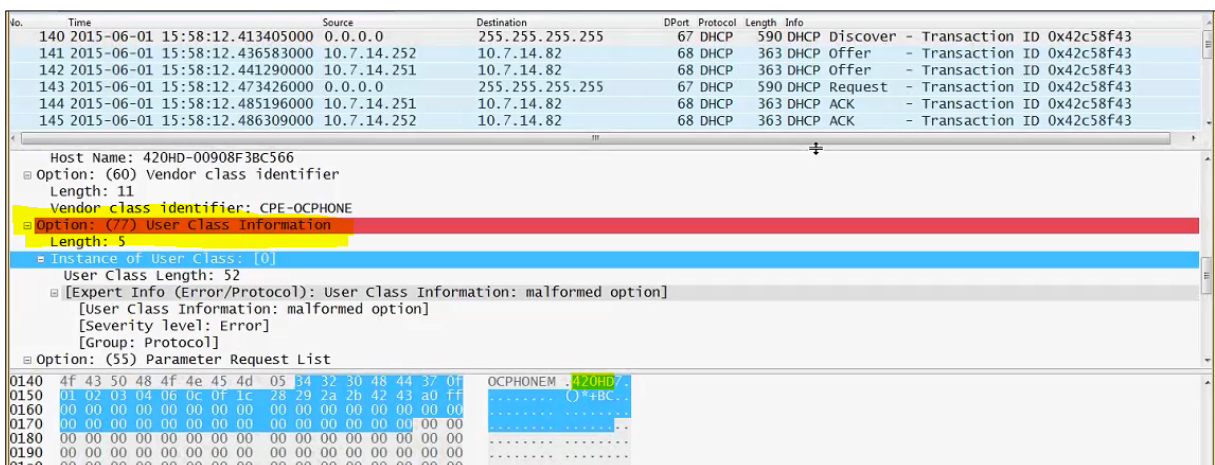 No. Time Source Destination DPort Protocol Length Info
140 2015-06-01 15:58:12.413405000 0.0.0.0 255.255.255.255 67 DHCP 590 DHCP Discover - Transaction ID 0x42c58f43
141 2015-06-01 15:58:12.436583000 10.7.14.252 10.7.14.82 68 DHCP 363 DHCP Offer - Transaction ID 0x42c58f43
142 2015-06-01 15:58:12.441290000 10.7.14.251 10.7.14.82 68 DHCP 363 DHCP Offer - Transaction ID 0x42c58f43
143 2015-06-01 15:58:12.473426000 0.0.0.0 255.255.255.255 67 DHCP 590 DHCP Request - Transaction ID 0x42c58f43
144 2015-06-01 15:58:12.485196000 10.7.14.251 10.7.14.82 68 DHCP 363 DHCP ACK - Transaction ID 0x42c58f43
145 2015-06-01 15:58:12.486309000 10.7.14.252 10.7.14.82 68 DHCP 363 DHCP ACK - Transaction ID 0x42c58f43
Host Name: 420HD-00908F3BC566
Option: (60) Vendor class identifier
Length: 11
Vendor class identifier: CPE-OCPHONE
Option: (77) User Class Information
Length: 5
Instance of User Class: [0]
User Class Length: 52
[Expert Info (Error/Protocol): User Class Information: malformed option]
[User Class Information: malformed option]
[Severity level: Error]
[Group: Protocol]
Option: (55) Parameter Request List
0140 4f 43 50 48 4f 4e 45 4d 05 34 32 30 48 44 37 0f OCPHONEM .420HD7.
0150 01 02 03 04 06 0c 0f 1c 28 29 2a 2b 42 43 a0 ff ........ ()*+BC..
0160 00 00 00 00 00 00 00 00 00 00 00 00 00 00 00 00 ........ ........
0170 00 00 00 00 00 00 00 00 00 00 00 00 00 00 00 00 ........ ........
0180 00 00 00 00 00 00 00 00 00 00 00 00 00 00 00 00 ........ ........
0190 00 00 00 00 00 00 00 00 00 00 00 00 00 00 00 00 ........ ........